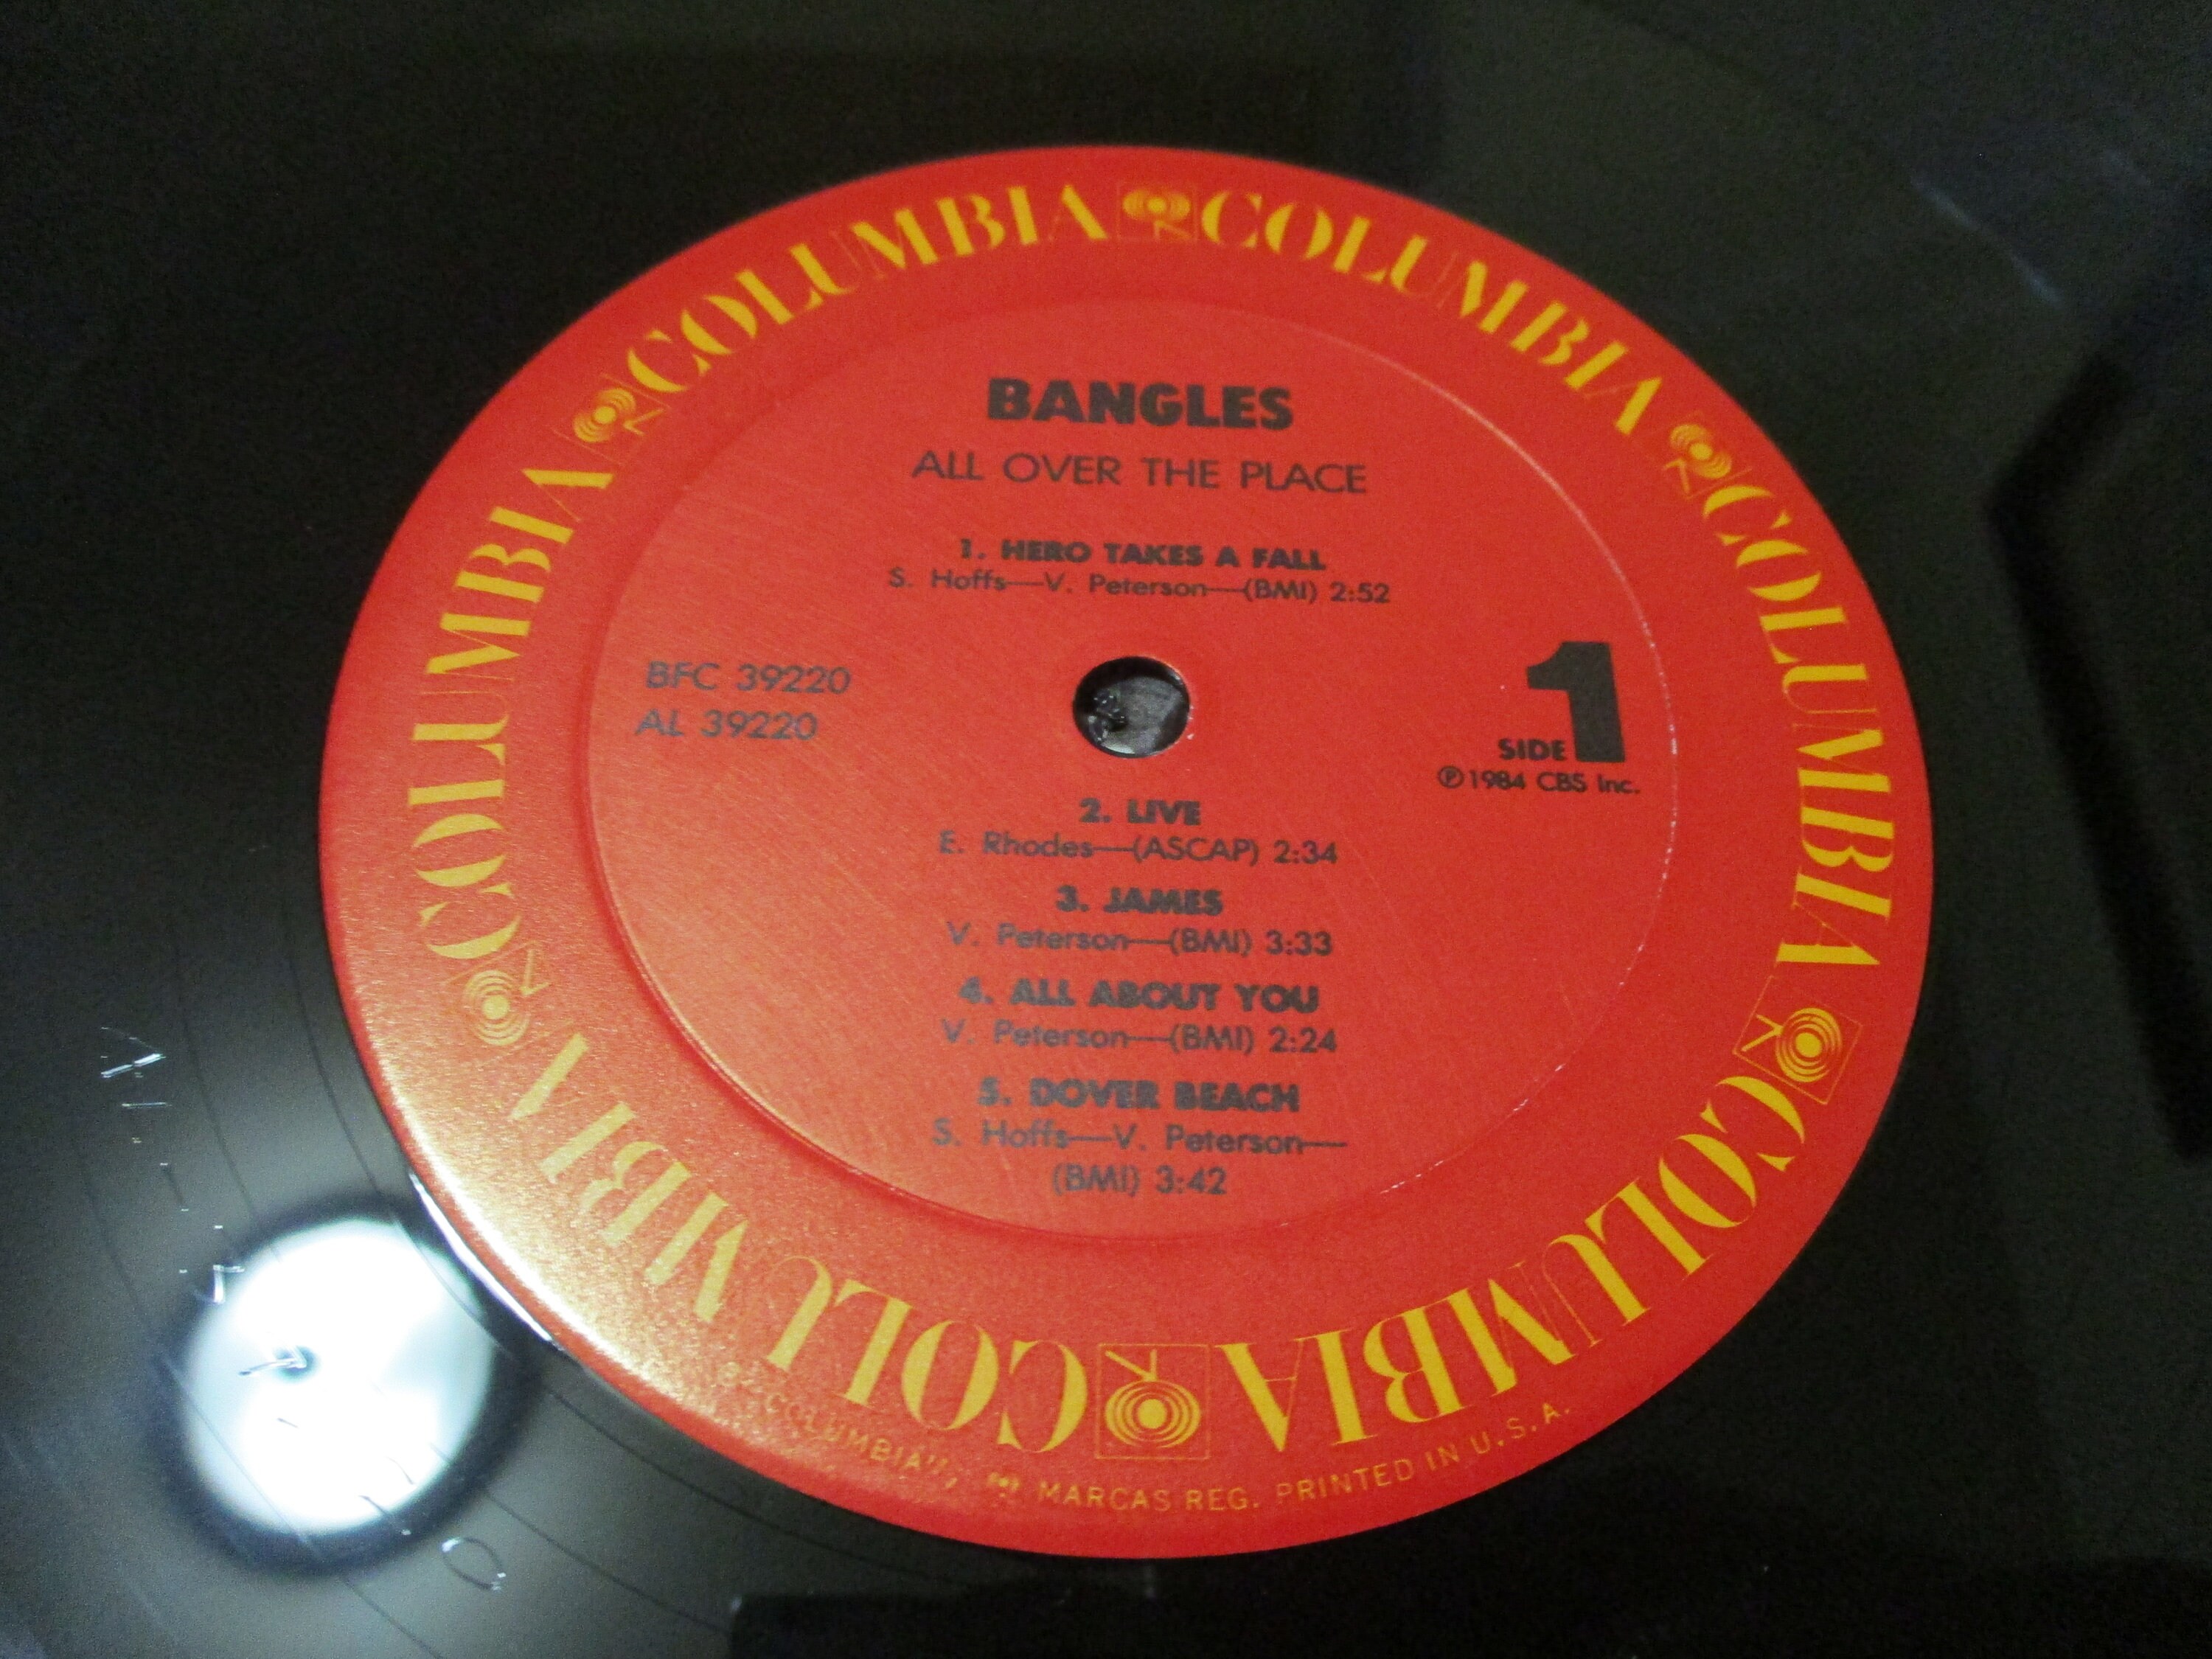 COLUMBIA COLUMBIA COLUMBIA COLUMBIA COLUMBIA COLUMBIA
BANGLES
ALL OVER THE PLACE
1. HERO TAKES A FALL
S. Hoffs—V. Peterson—(BMI) 2:52
BFC 39220
AL 39220
SIDE 1
Ⓟ1984 CBS Inc.
2. LIVE
E. Rhodes—(ASCAP) 2:34
3. JAMES
V. Peterson—(BMI) 3:33
4. ALL ABOUT YOU
V. Peterson—(BMI) 2:24
5. DOVER BEACH
S. Hoffs—V. Peterson—
(BMI) 3:42
"COLUMBIA", MARCAS REG. PRINTED IN U.S.A.